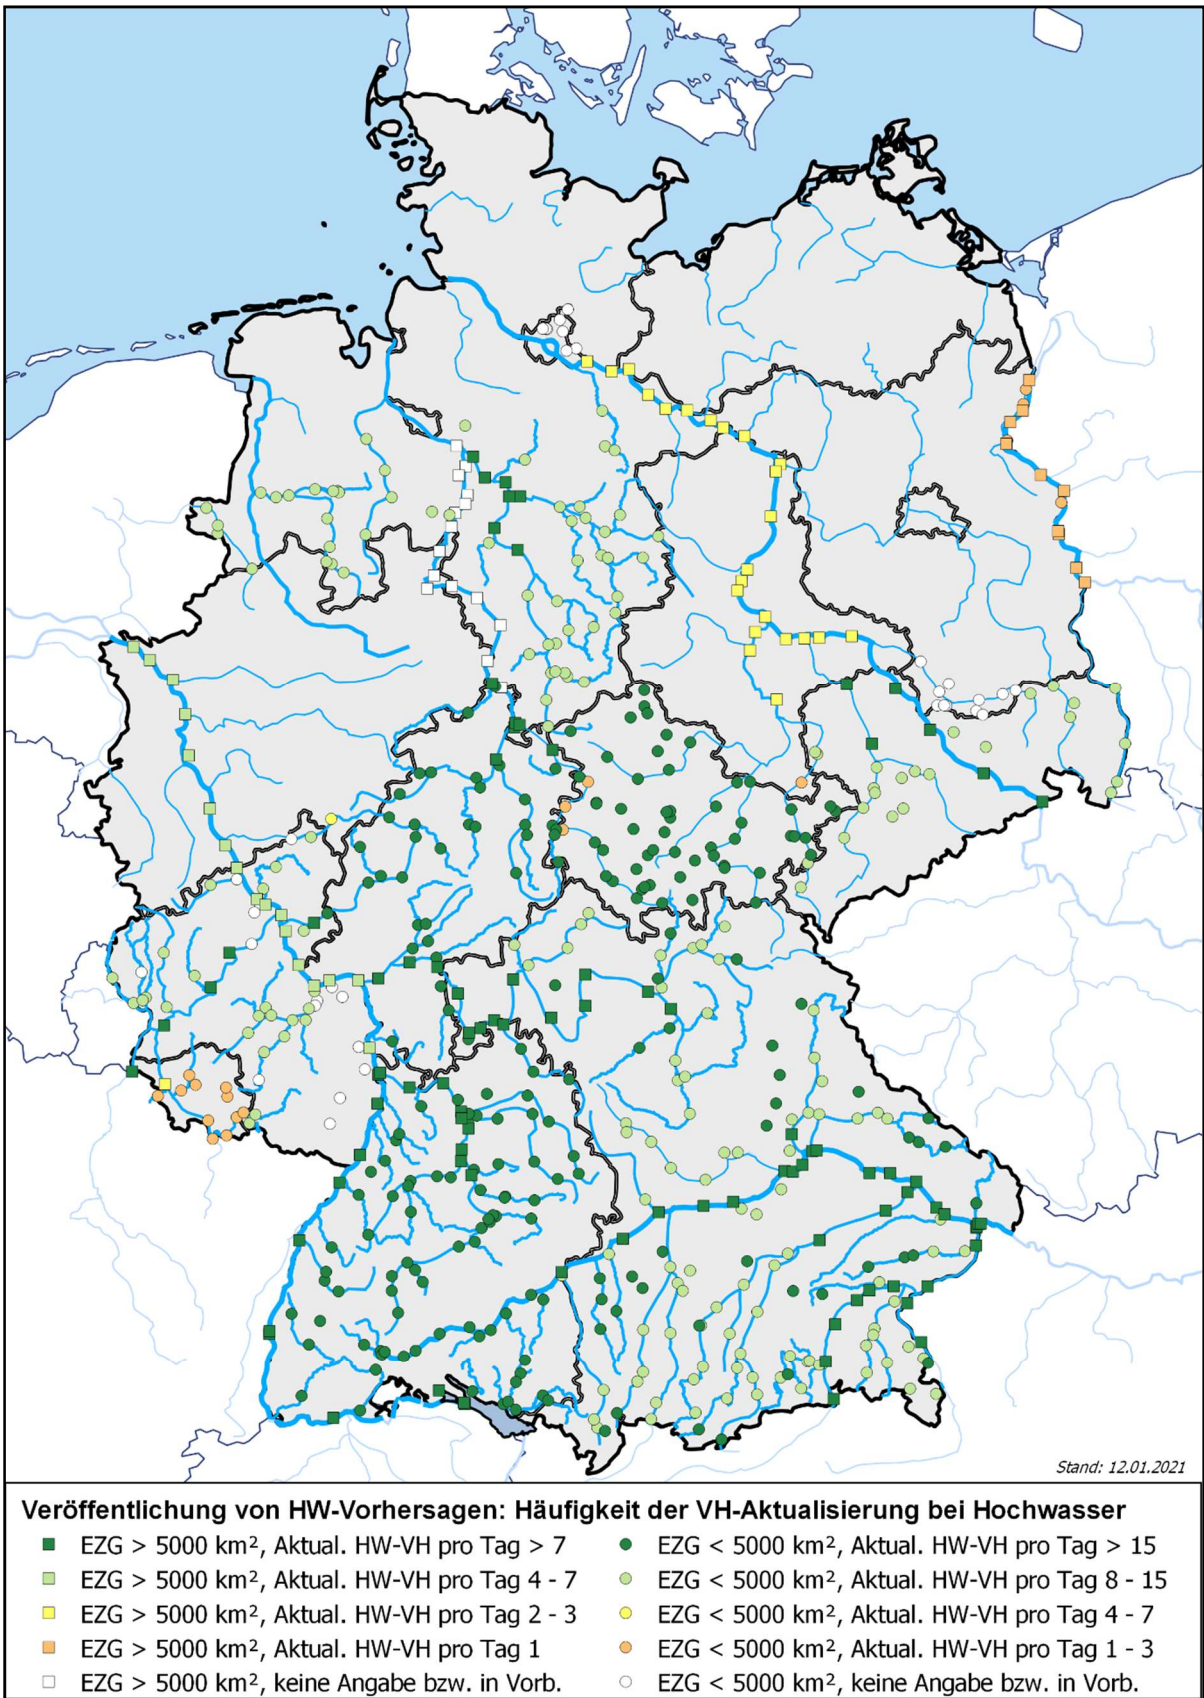 Stand: 12.01.2021
Veröffentlichung von HW-Vorhersagen: Häufigkeit der VH-Aktualisierung bei Hochwasser
EZG > 5000 km², Aktual. HW-VH pro Tag > 7
EZG > 5000 km², Aktual. HW-VH pro Tag 4 - 7
EZG > 5000 km², Aktual. HW-VH pro Tag 2 - 3
EZG > 5000 km², Aktual. HW-VH pro Tag 1
EZG > 5000 km², keine Angabe bzw. in Vorb.
EZG < 5000 km², Aktual. HW-VH pro Tag > 15
EZG < 5000 km², Aktual. HW-VH pro Tag 8 - 15
EZG < 5000 km², Aktual. HW-VH pro Tag 4 - 7
EZG < 5000 km², Aktual. HW-VH pro Tag 1 - 3
EZG < 5000 km², keine Angabe bzw. in Vorb.